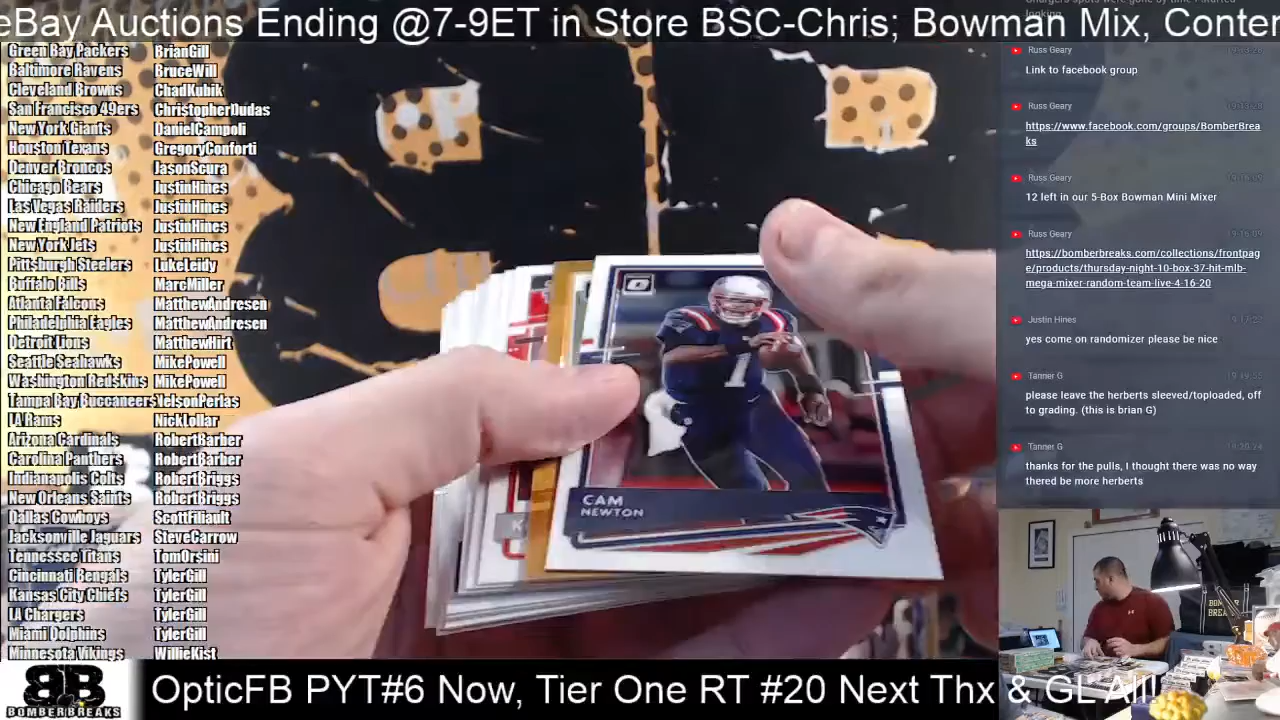 eBay Auctions Ending @7-9ET in Store BSC-Chris; Bowman Mix, Conter
Green Bay Packers BrianGill
Baltimore Ravens BruceWill
Cleveland Browns ChadKubik
San Francisco 49ers ChristopherDudas
New York Giants DanielCampoli
Houston Texans GregoryConforti
Denver Broncos JasonScura
Chicago Bears JustinHines
Las Vegas Raiders JustinHines
New England Patriots JustinHines
New York Jets JustinHines
Pittsburgh Steelers LukeLeidy
Buffalo Bills MarcMiller
Atlanta Falcons MatthewAndresen
Philadelphia Eagles MatthewAndresen
Detroit Lions MatthewHirt
Seattle Seahawks MikePowell
Washington Redskins MikePowell
Tampa Bay Buccaneers NelsonPerlas
LA Rams NickLollar
Arizona Cardinals RobertBarber
Carolina Panthers RobertBarber
Indianapolis Colts RobertBriggs
New Orleans Saints RobertBriggs
Dallas Cowboys ScottFiliault
Jacksonville Jaguars SteveCarrow
Tennessee Titans TomOrsini
Cincinnati Bengals TylerGill
Kansas City Chiefs TylerGill
LA Chargers TylerGill
Miami Dolphins TylerGill
Minnesota Vikings WillieKist
CAM
NEWTON
1
looking
Russ Geary
Link to facebook group
Russ Geary
https://www.facebook.com/groups/BomberBrea
ks
Russ Geary
12 left in our 5-Box Bowman Mini Mixer
Russ Geary
https://bomberbreaks.com/collections/frontpag
e/products/thursday-night-10-box-37-hit-mlb-
mega-mixer-random-team-live-4-16-20
Justin Hines
yes come on randomizer please be nice
Tanner G
please leave the herberts sleeved/toploaded, off
to grading. (this is brian G)
Tanner G
thanks for the pulls, I thought there was no way
thered be more herberts
BB
BOMBERBREAKS
OpticFB PYT#6 Now, Tier One RT #20 Next Thx & GL All!